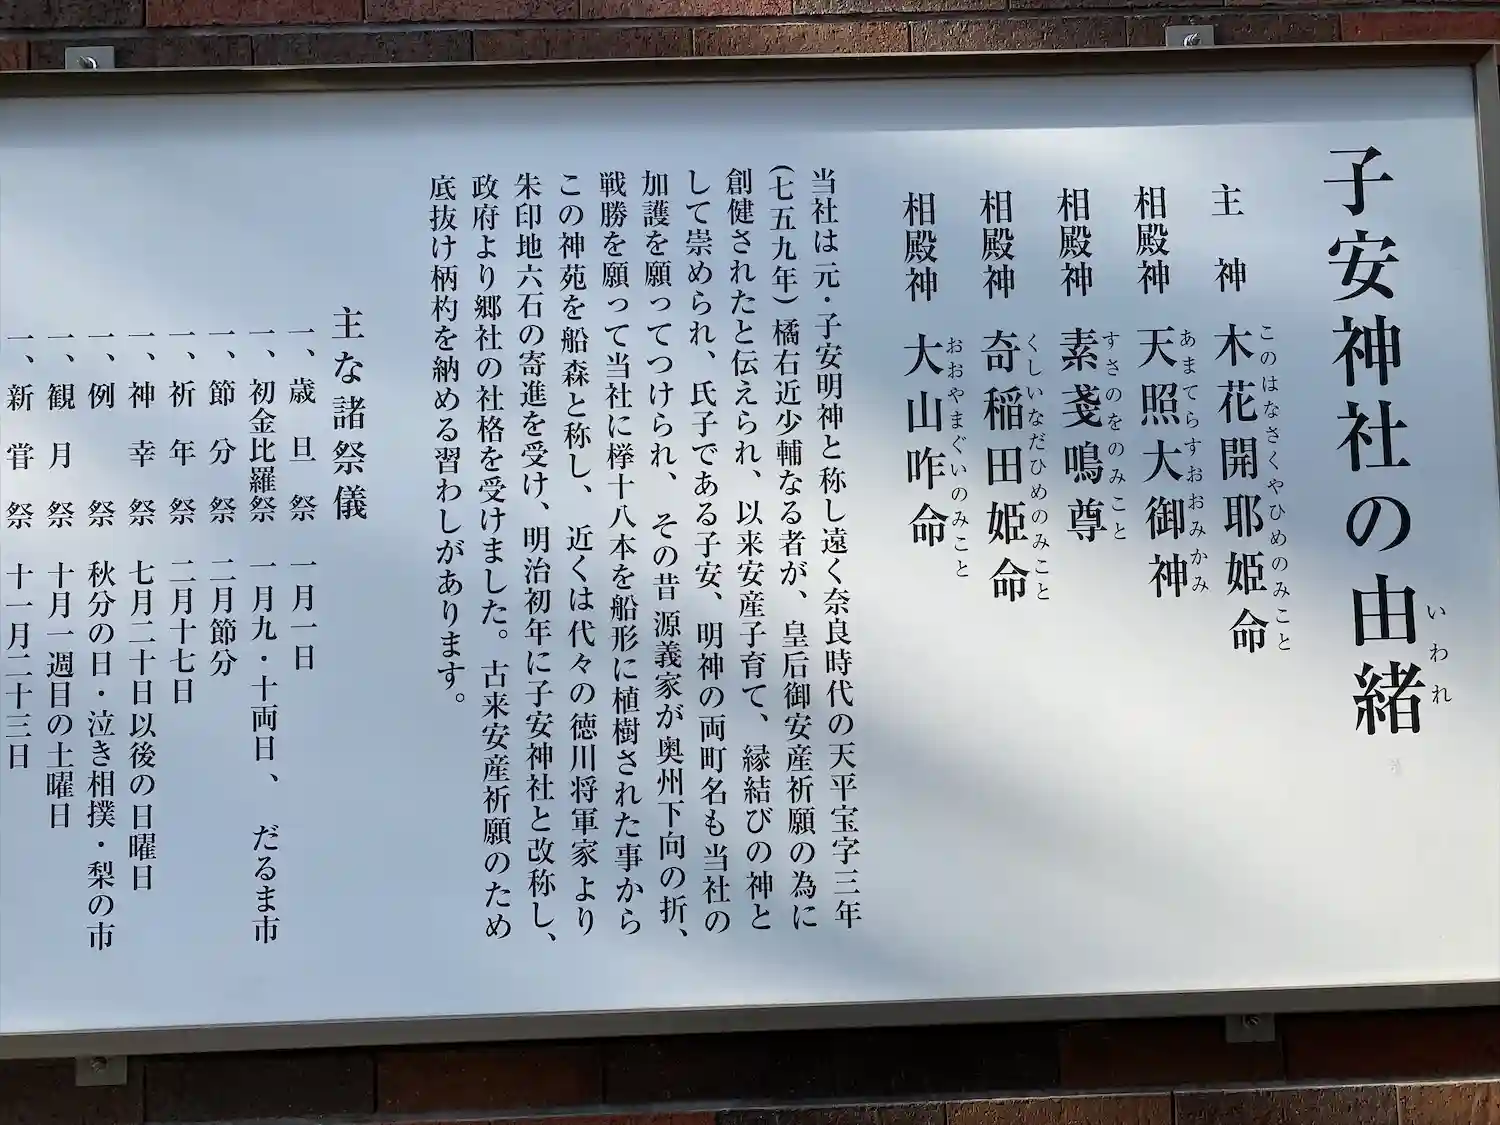 子安神社の由緒
いわれ
主神 木花開耶姫命
このはなさくやひめのみこと
相殿神 天照大御神
あまてらすおおみかみ
相殿神 素戔鳴尊
すさのをのみこと
相殿神 奇稲田姫命
くしいなだひめのみこと
相殿神 大山咋命
おおやまぐいのみこと
当社は元・子安明神と称し遠く奈良時代の天平宝字三年
(七五九年)橘右近少輔なる者が、皇后御安産祈願の為に
創健されたと伝えられ、以来安産子育て、縁結びの神と
して崇められ、氏子である子安、明神の両町名も当社の
加護を願ってつけられ、その昔源義家が奥州下向の折、
戦勝を願って当社に欅十八本を船形に植樹された事から
この神苑を船森と称し、近くは代々の徳川将軍家より
朱印地六石の寄進を受け、明治初年に子安神社と改称し、
政府より郷社の社格を受けました。古来安産祈願のため
底抜け柄杓を納める習わしがあります。
主な諸祭儀
一、歳旦祭 一月一日
一、初金比羅祭 一月九・十両日、だるま市
一、節分祭 二月節分
一、祈年祭 二月十七日
一、神幸祭 七月二十日以後の日曜日
一、例祭 秋分の日・泣き相撲・梨の市
一、観月祭 十月一週目の土曜日
一、新甞祭 十一月二十三日